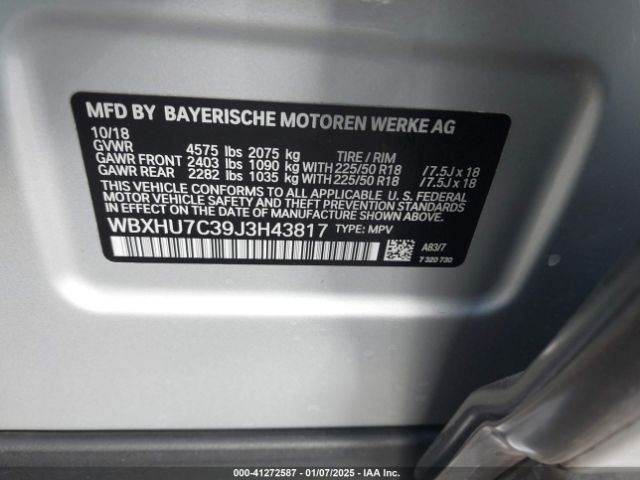 MFD BY BAYERISCHE MOTOREN WERKE AG
10/18
GVWR 4575 lbs 2075 kg TIRE / RIM
GAWR FRONT 2403 lbs 1090 kg WITH 225/50 R18 /7.5J x 18
GAWR REAR 2282 lbs 1035 kg WITH 225/50 R18 /7.5J x 18
THIS VEHICLE CONFORMS TO ALL APPLICABLE U. S. FEDERAL
MOTOR VEHICLE SAFETY, BUMPER, AND THEFT PREVENTION STANDARDS
IN EFFECT ON THE DATE OF MANUFACTURE SHOWN ABOVE.
WBXHU7C39J3H43817 TYPE: MPV
A83/7
7 320 730
000-41272587 - 01/07/2025 - IAA Inc.